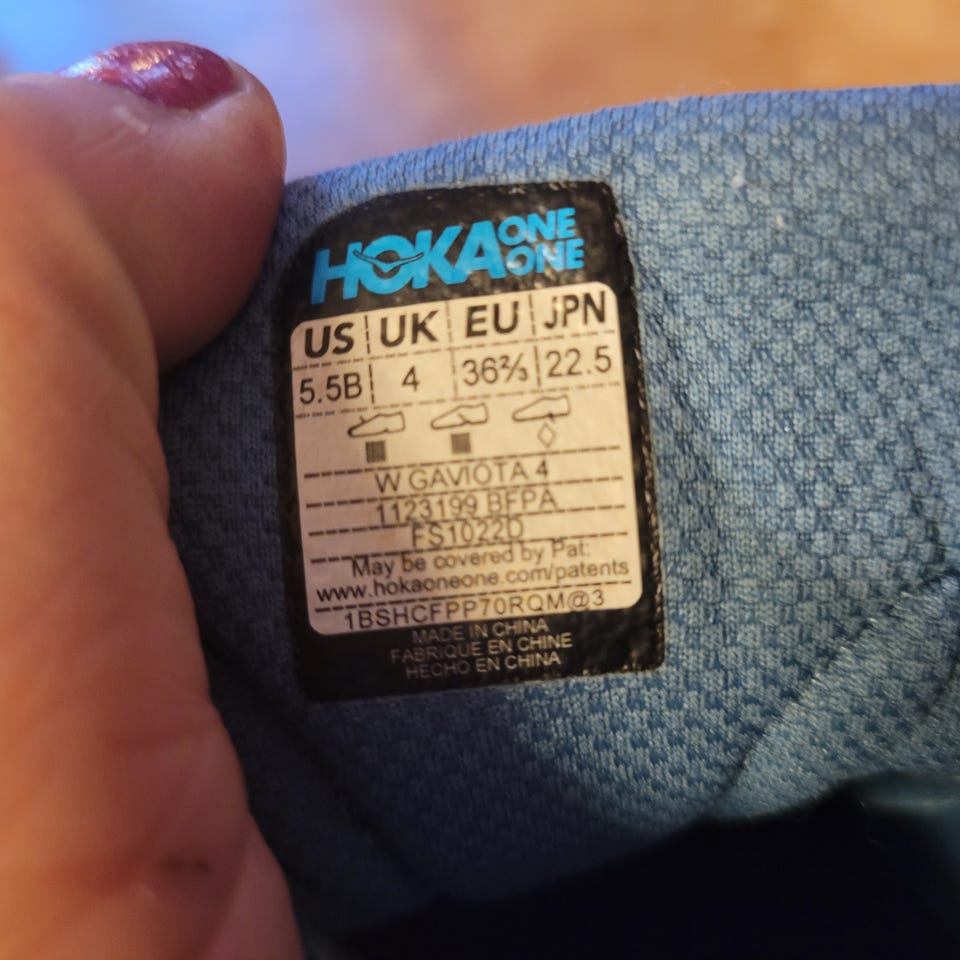 HOKA ONE ONE
US UK EU JPN
5.5B 4 36⅔ 22.5
W GAVIOTA 4
1123199 BFPA
FS1022D
May be covered by Pat:
www.hokaoneone.com/patents
1BSHCFPP70RQM@3
MADE IN CHINA
FABRIQUE EN CHINE
HECHO EN CHINA